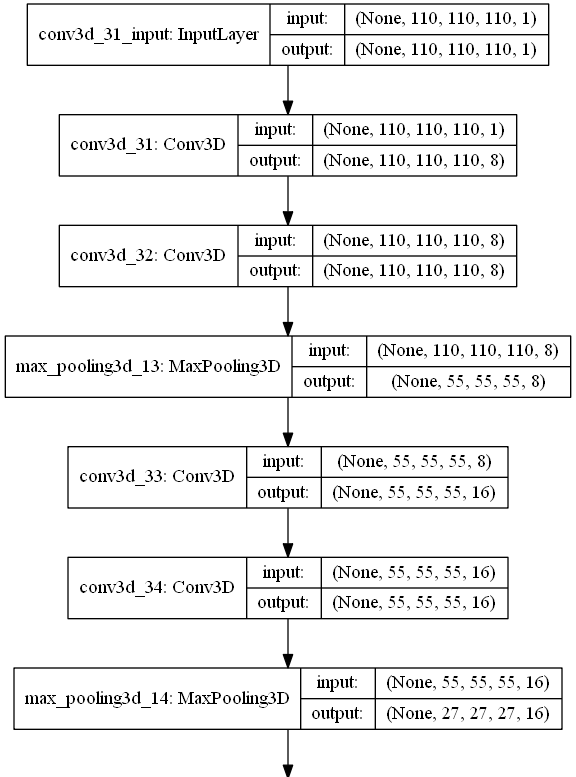 conv3d_31_input: InputLayer
input: (None, 110, 110, 110, 1)
output: (None, 110, 110, 110, 1)
conv3d_31: Conv3D
input: (None, 110, 110, 110, 1)
output: (None, 110, 110, 110, 8)
conv3d_32: Conv3D
input: (None, 110, 110, 110, 8)
output: (None, 110, 110, 110, 8)
max_pooling3d_13: MaxPooling3D
input: (None, 110, 110, 110, 8)
output: (None, 55, 55, 55, 8)
conv3d_33: Conv3D
input: (None, 55, 55, 55, 8)
output: (None, 55, 55, 55, 16)
conv3d_34: Conv3D
input: (None, 55, 55, 55, 16)
output: (None, 55, 55, 55, 16)
max_pooling3d_14: MaxPooling3D
input: (None, 55, 55, 55, 16)
output: (None, 27, 27, 27, 16)